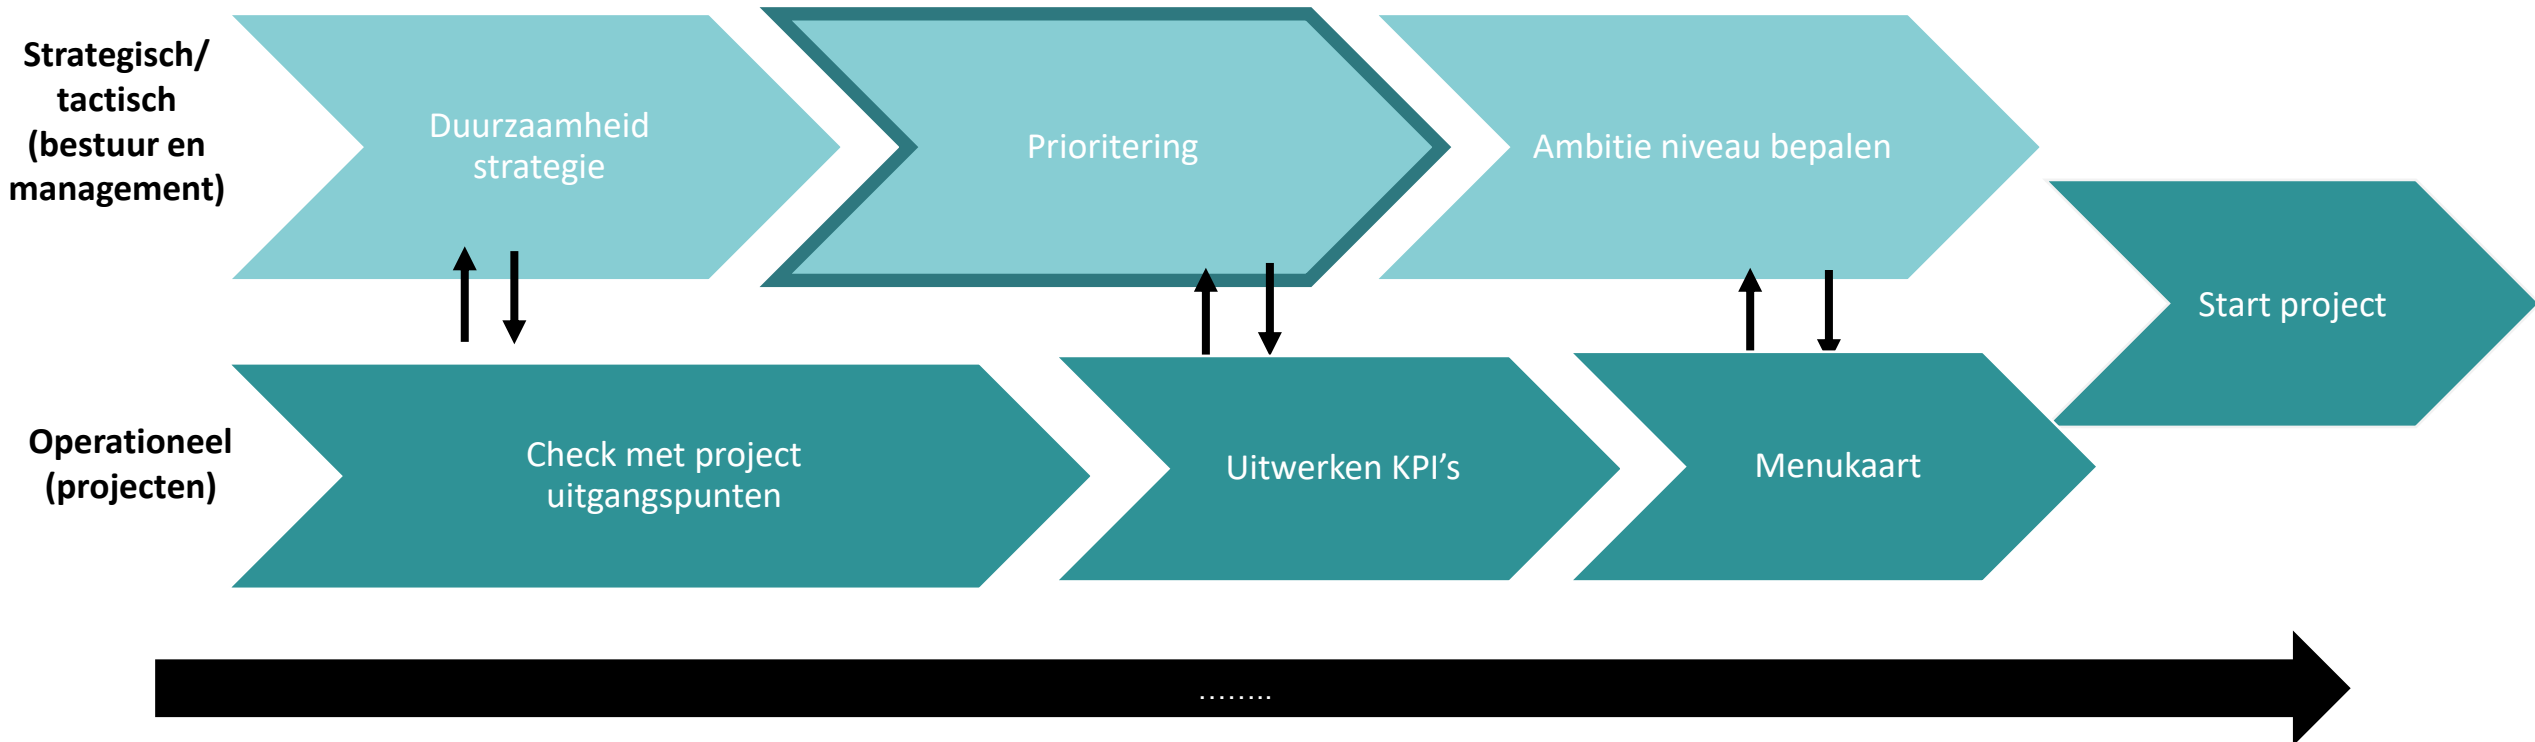 Strategisch/
tactisch
(bestuur en
management)
Duurzaamheid
strategie
Prioritering
Ambitie niveau bepalen
Start project
Operationeel
(projecten)
Check met project
uitgangspunten
Uitwerken KPI’s
Menukaart
........